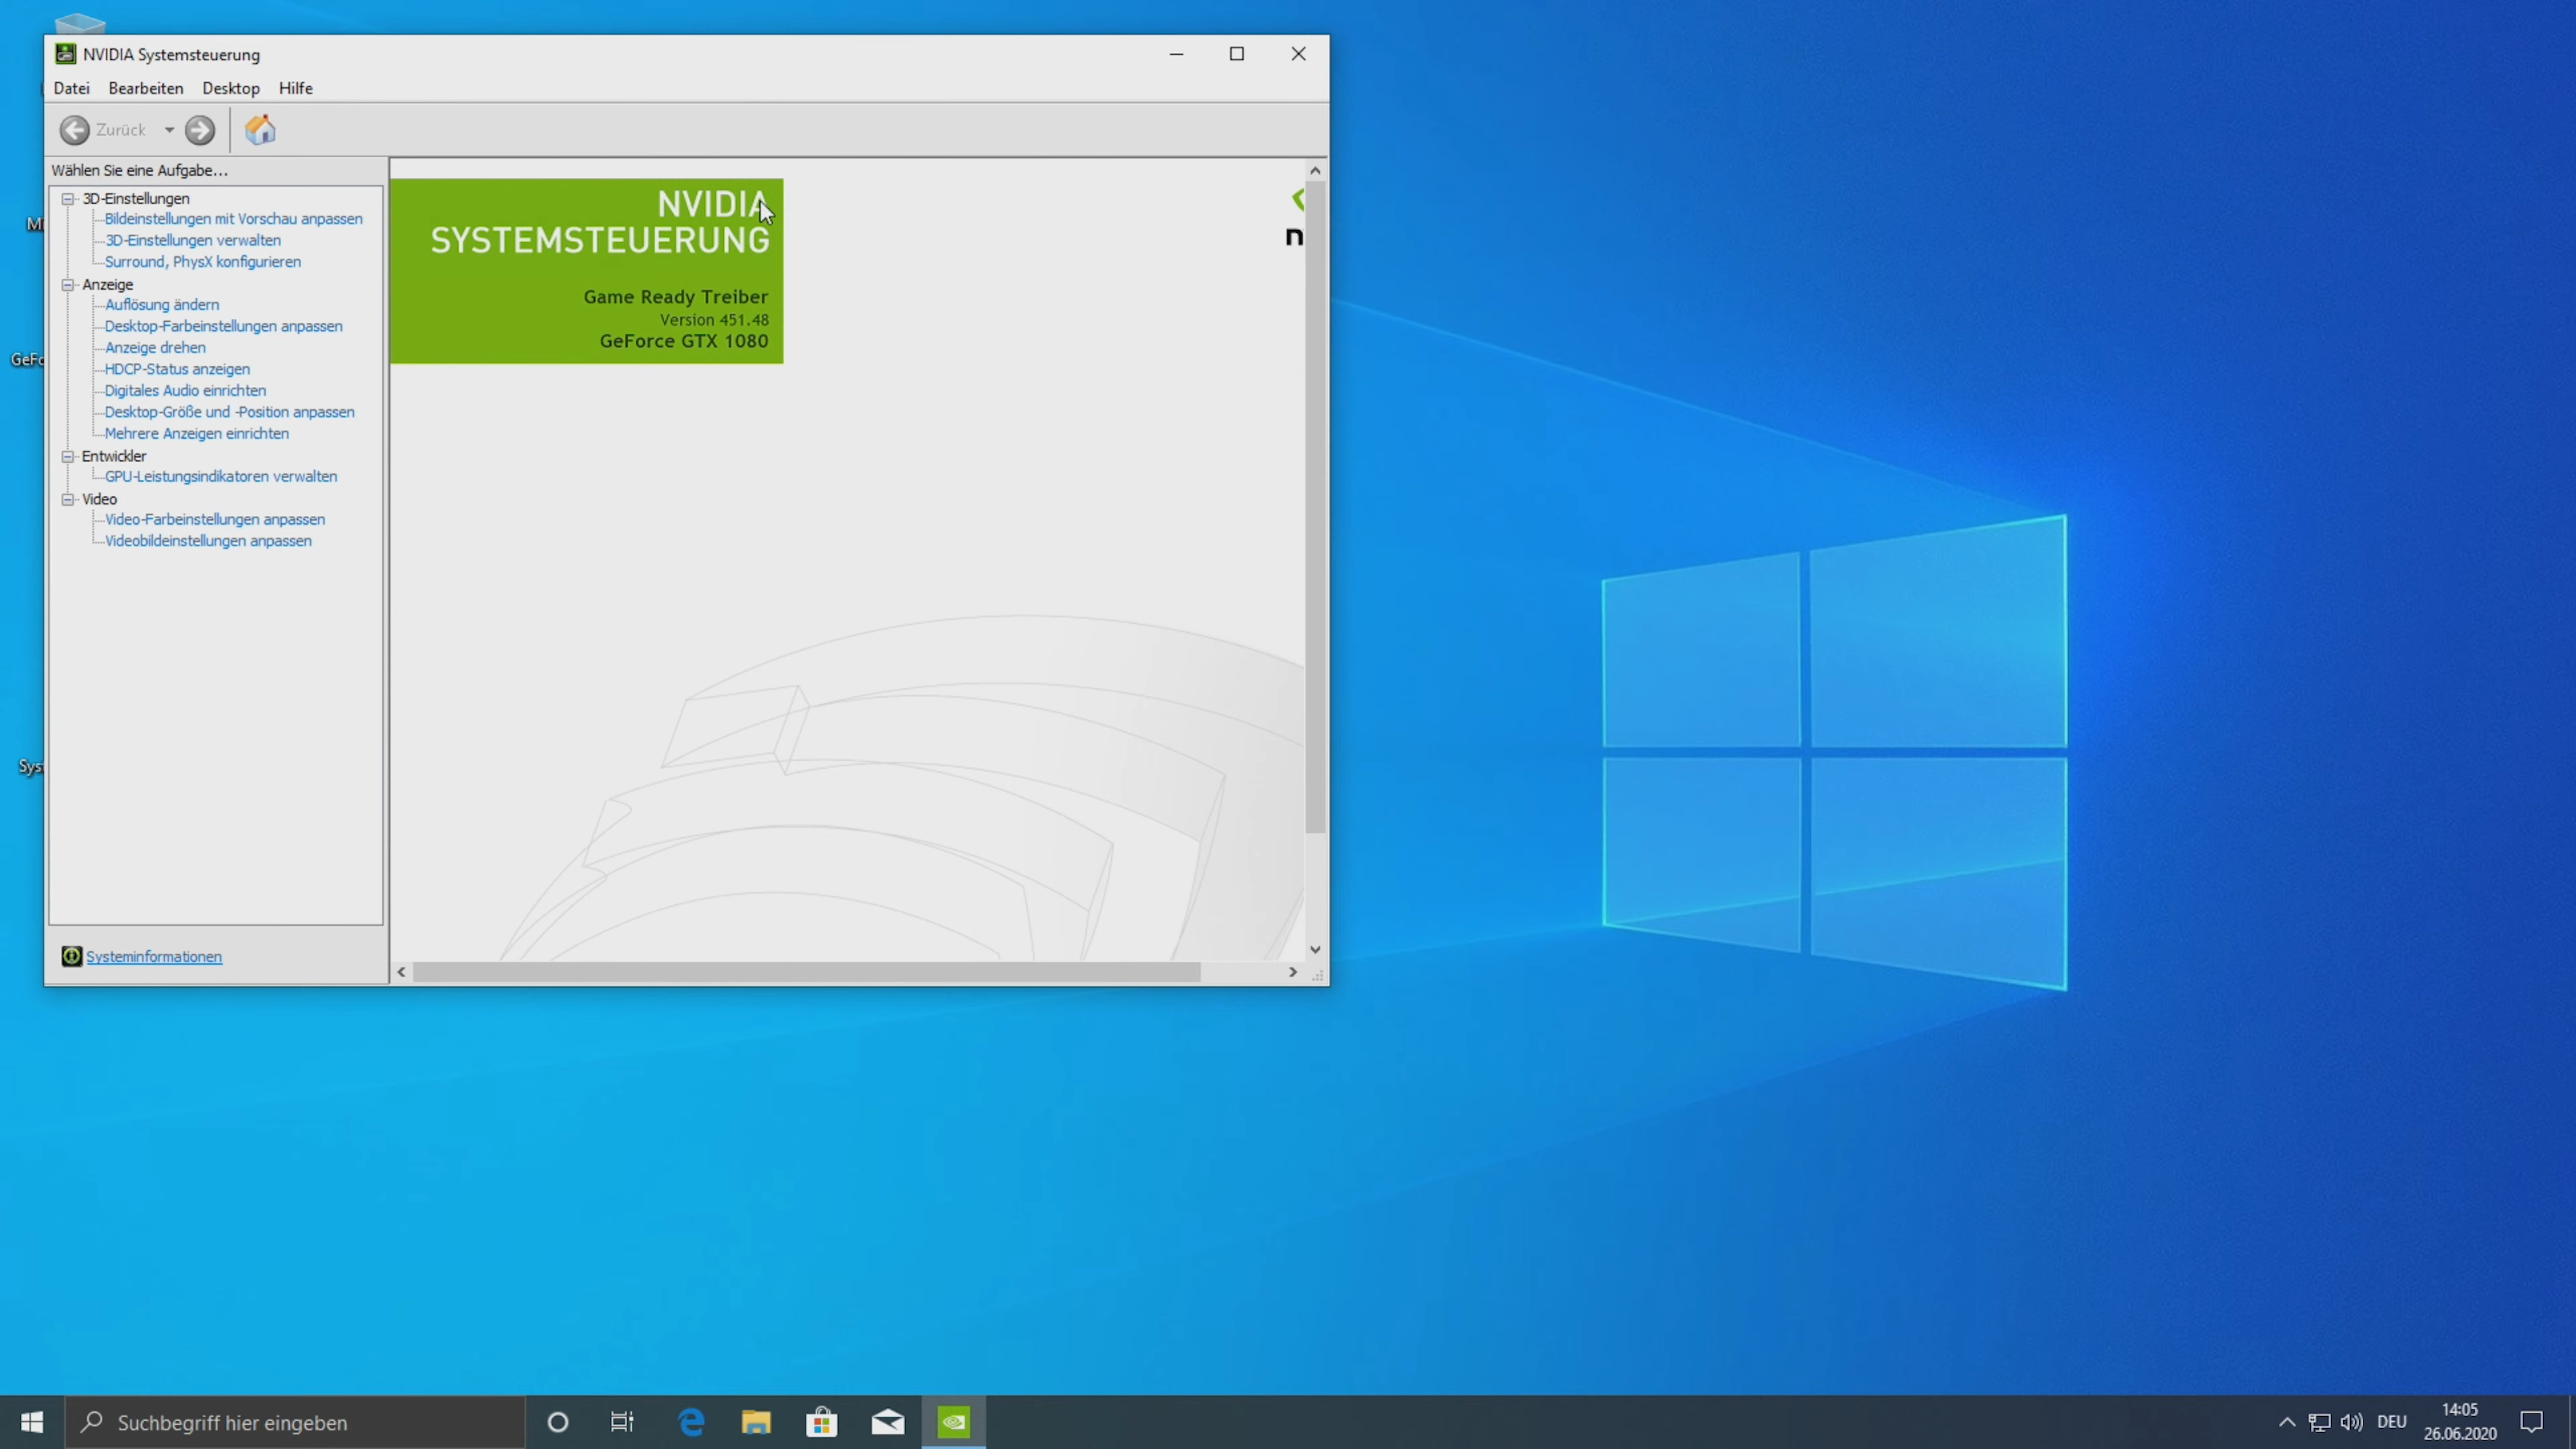 NVIDIA Systemsteuerung
Datei Bearbeiten Desktop Hilfe
Zurück
Wählen Sie eine Aufgabe...
3D-Einstellungen
Bildeinstellungen mit Vorschau anpassen
3D-Einstellungen verwalten
Surround, PhysX konfigurieren
Anzeige
Auflösung ändern
Desktop-Farbeinstellungen anpassen
Anzeige drehen
HDCP-Status anzeigen
Digitales Audio einrichten
Desktop-Größe und -Position anpassen
Mehrere Anzeigen einrichten
Entwickler
GPU-Leistungsindikatoren verwalten
Video
Video-Farbeinstellungen anpassen
Videobildeinstellungen anpassen
Systeminformationen
NVIDIA
SYSTEMSTEUERUNG
Game Ready Treiber
Version 451.48
GeForce GTX 1080
n
Suchbegriff hier eingeben
DEU
14:05
26.06.2020